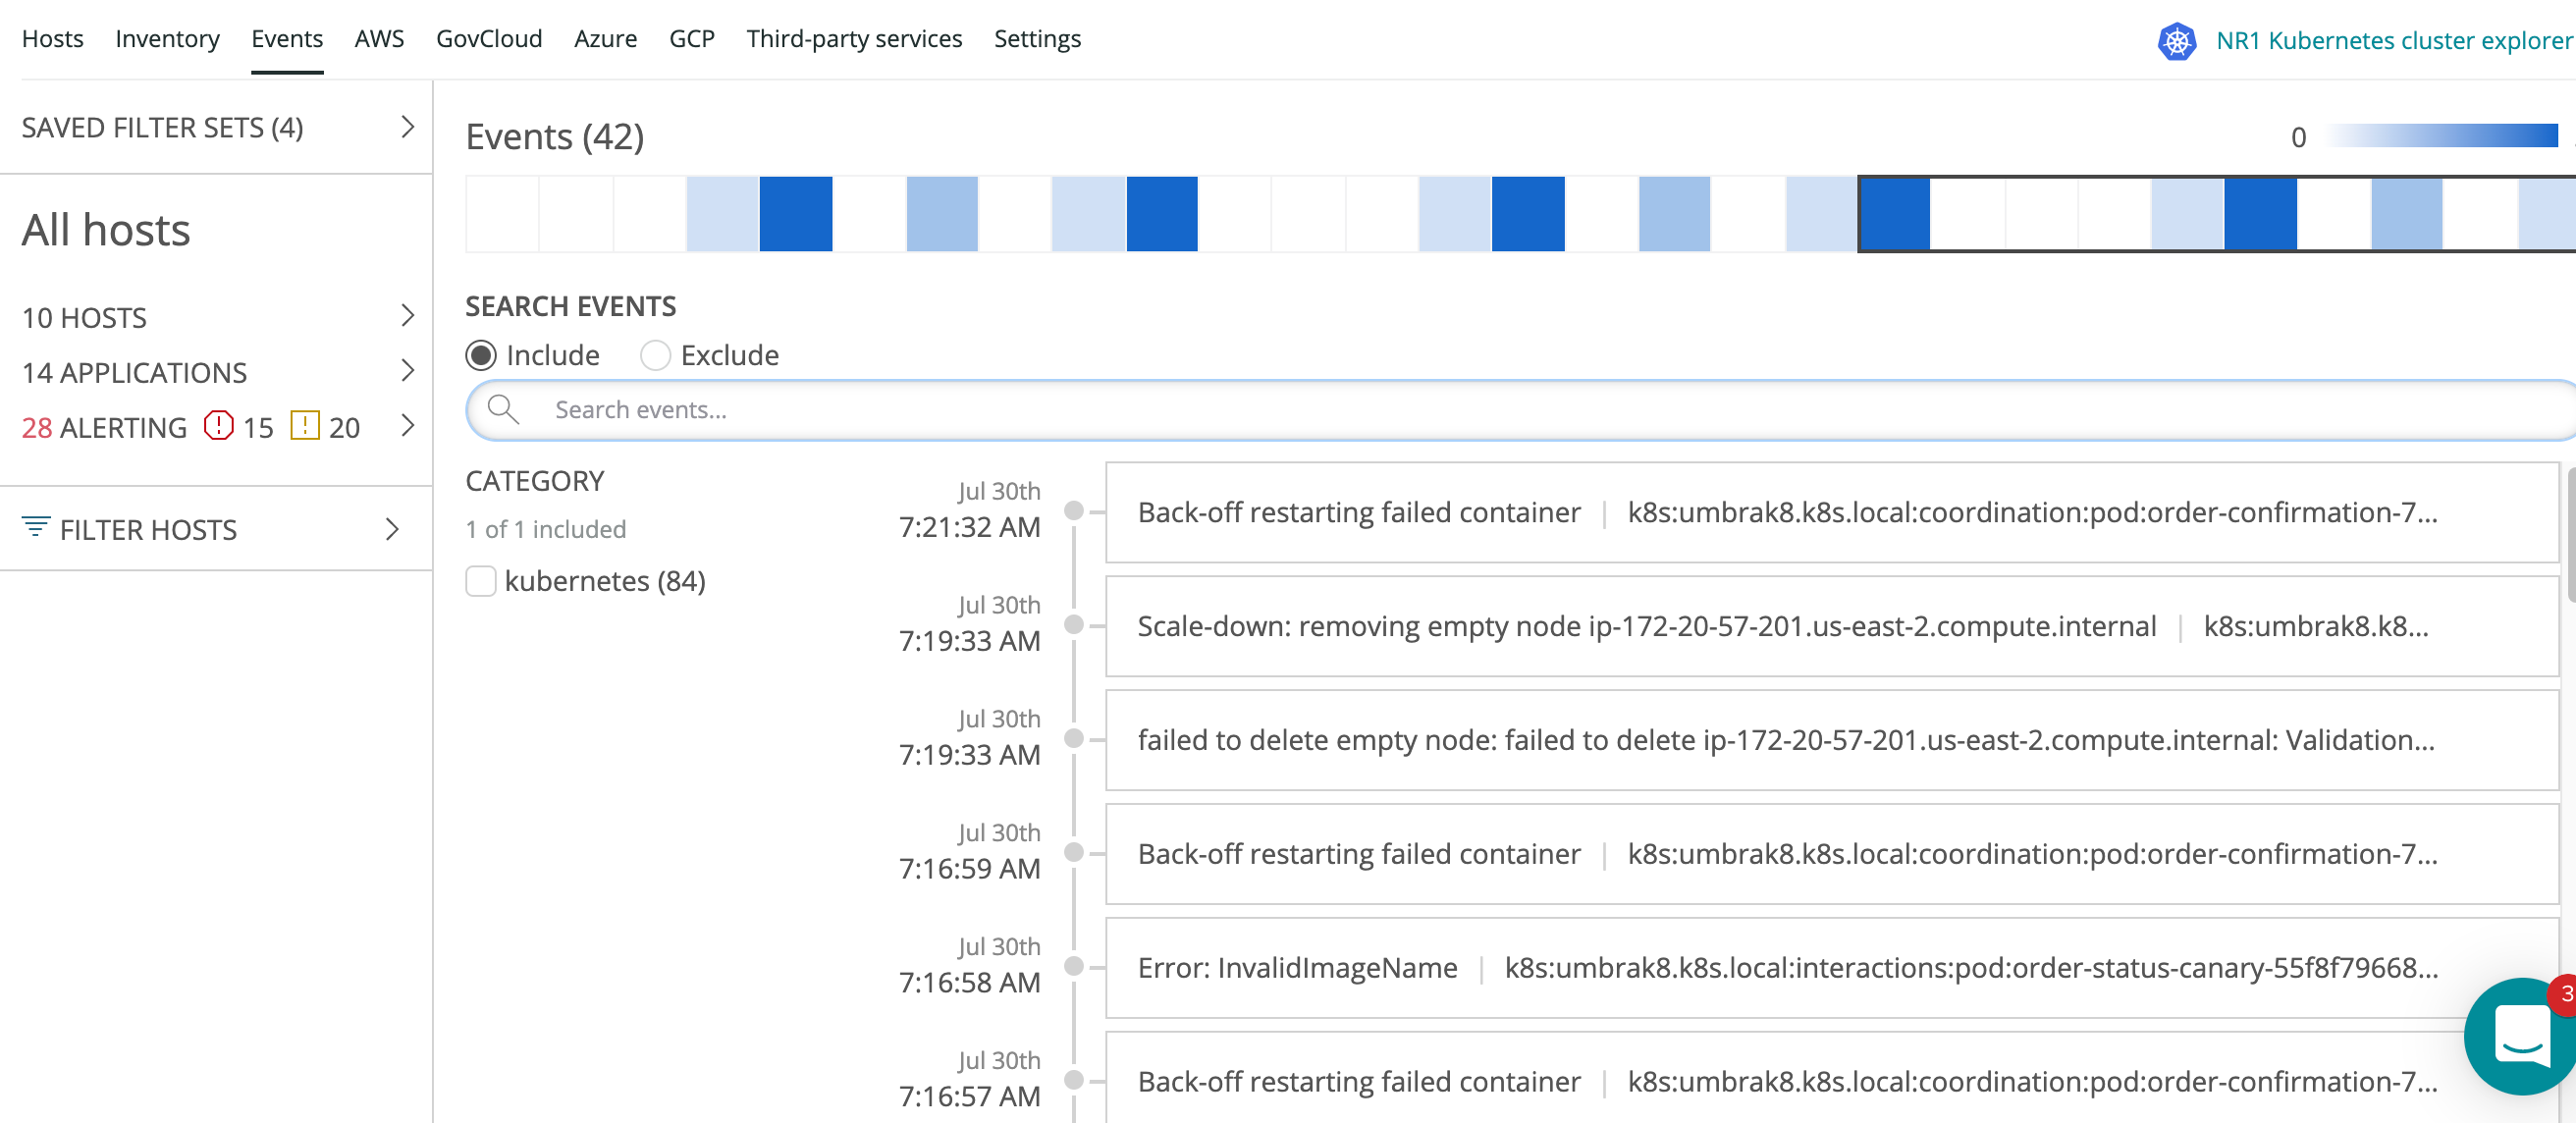 Hosts Inventory Events AWS GovCloud Azure GCP Third-party services Settings NR1 Kubernetes cluster explorer
SAVED FILTER SETS (4)
All hosts
10 HOSTS
14 APPLICATIONS
28 ALERTING 15 20
FILTER HOSTS
Events (42)
0
SEARCH EVENTS
Include Exclude
Search events...
CATEGORY
1 of 1 included
kubernetes (84)
Jul 30th
7:21:32 AM
Back-off restarting failed container | k8s:umbrak8.k8s.local:coordination:pod:order-confirmation-7...
Jul 30th
7:19:33 AM
Scale-down: removing empty node ip-172-20-57-201.us-east-2.compute.internal | k8s:umbrak8.k8...
Jul 30th
7:19:33 AM
failed to delete empty node: failed to delete ip-172-20-57-201.us-east-2.compute.internal: Validation...
Jul 30th
7:16:59 AM
Back-off restarting failed container | k8s:umbrak8.k8s.local:coordination:pod:order-confirmation-7...
Jul 30th
7:16:58 AM
Error: InvalidImageName | k8s:umbrak8.k8s.local:interactions:pod:order-status-canary-55f8f79668...
Jul 30th
7:16:57 AM
Back-off restarting failed container | k8s:umbrak8.k8s.local:coordination:pod:order-confirmation-7...
3